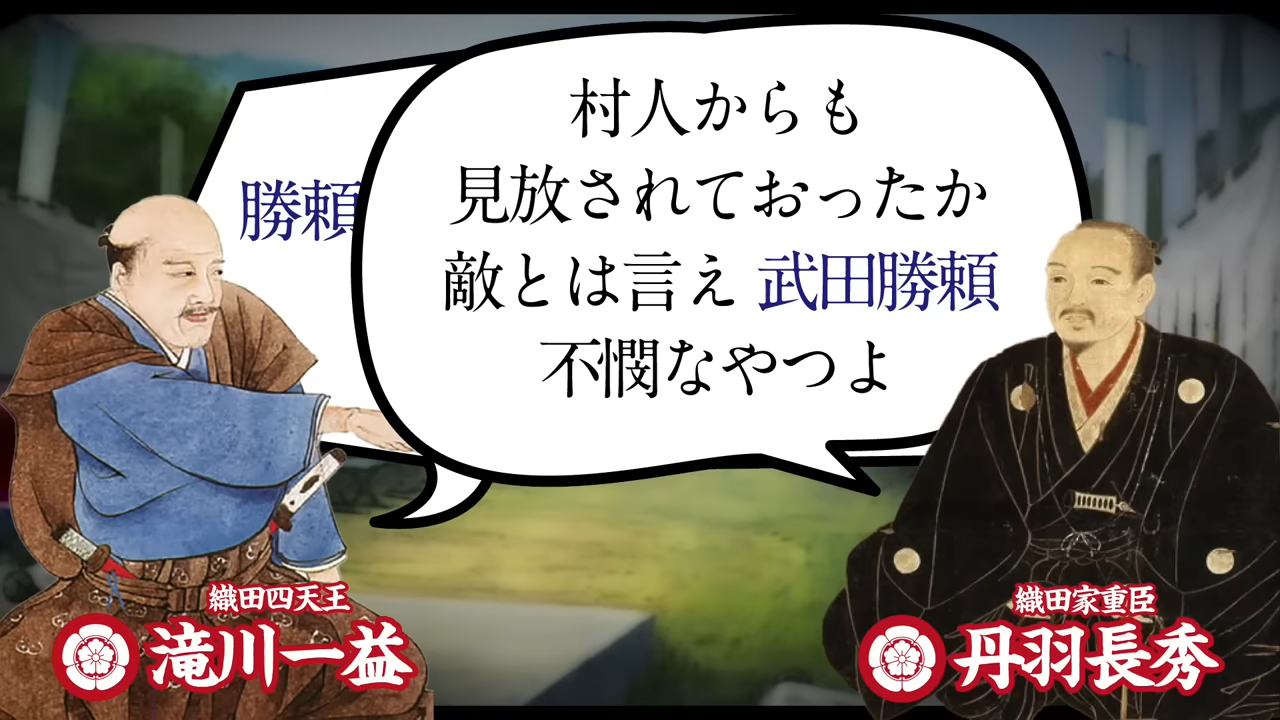 勝頼
村人からも
見放されておったか
敵とは言え 武田勝頼
不憫なやつよ
織田四天王
滝川一益
織田家重臣
丹羽長秀